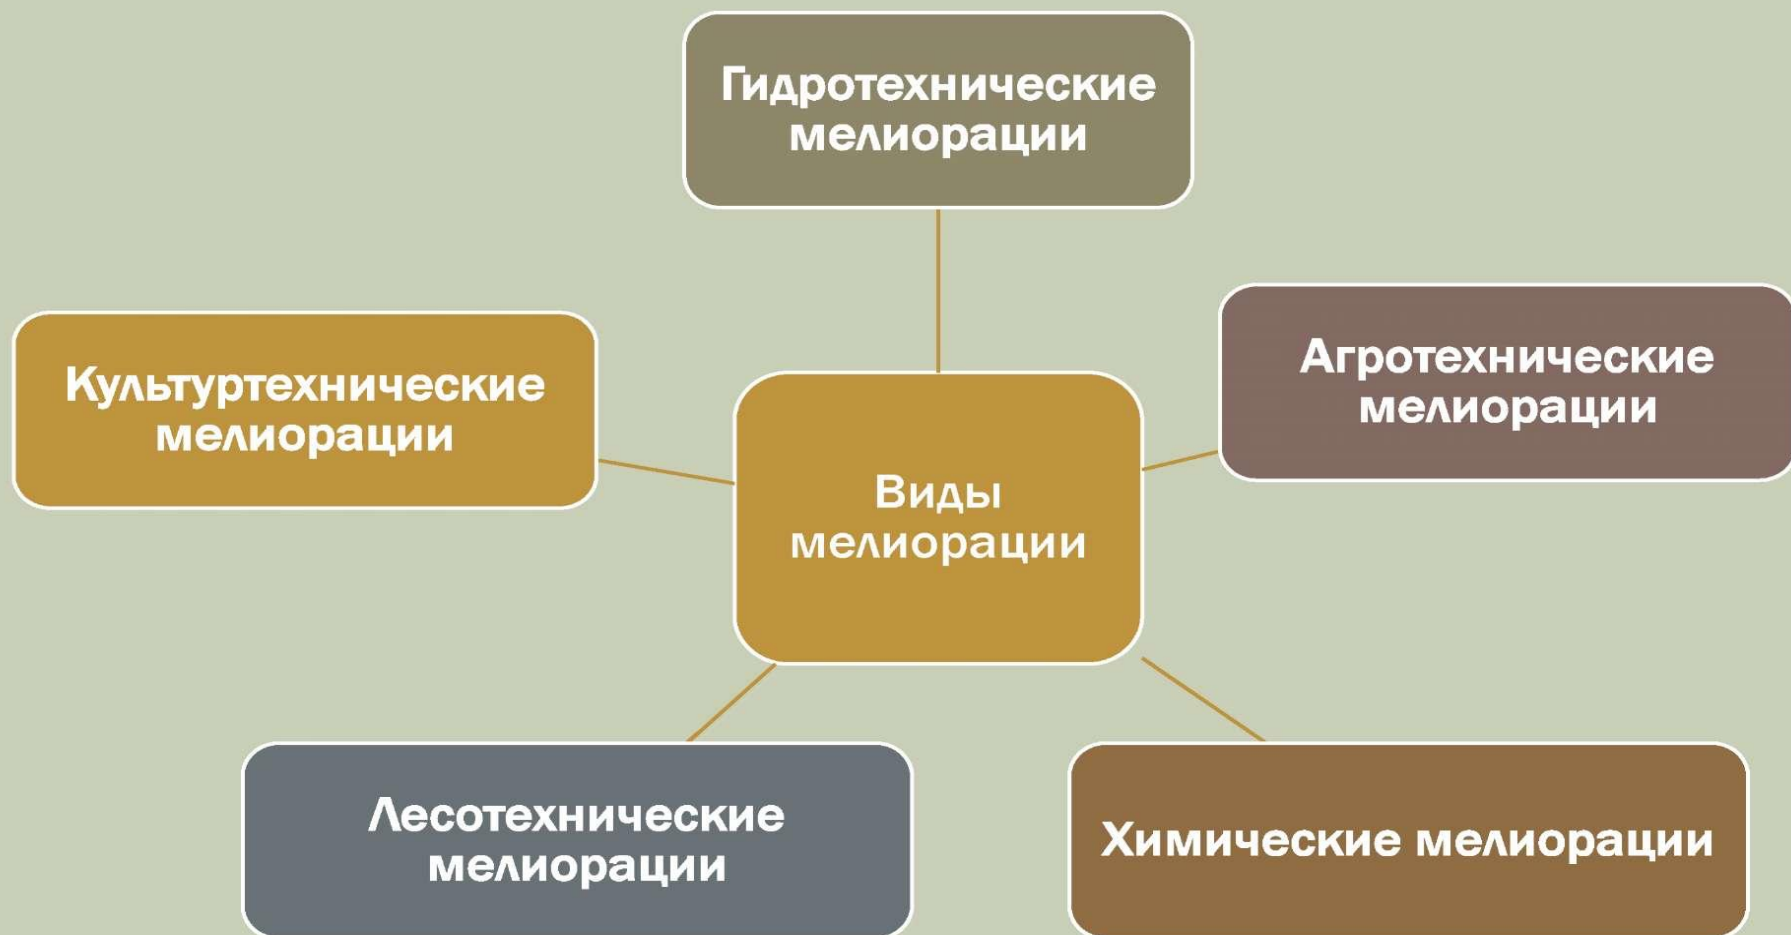 Гидротехнические
мелиорации
Агротехнические
мелиорации
Культуртехнические
мелиорации
Виды
мелиорации
Лесотехнические
мелиорации
Химические мелиорации